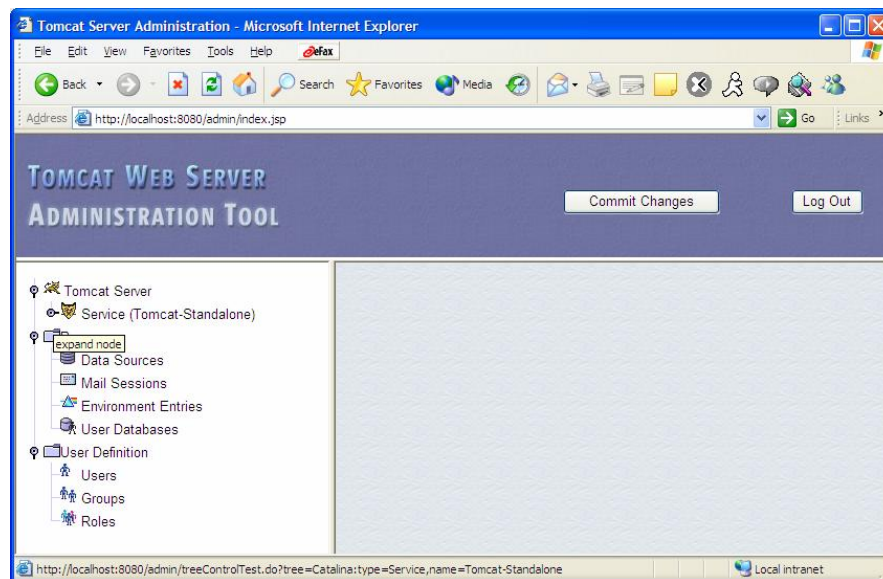 Tomcat Server Administration - Microsoft Internet Explorer
File Edit View Favorites Tools Help eFax
Back Search Favorites Media
Address http://localhost:8080/admin/index.jsp Go Links
TOMCAT WEB SERVER
ADMINISTRATION TOOL
Commit Changes Log Out
Tomcat Server
Service (Tomcat-Standalone)
expand node
Data Sources
Mail Sessions
Environment Entries
User Databases
User Definition
Users
Groups
Roles
http://localhost:8080/admin/treeControlTest.do?tree=Catalina:type=Service,name=Tomcat-Standalone Local intranet